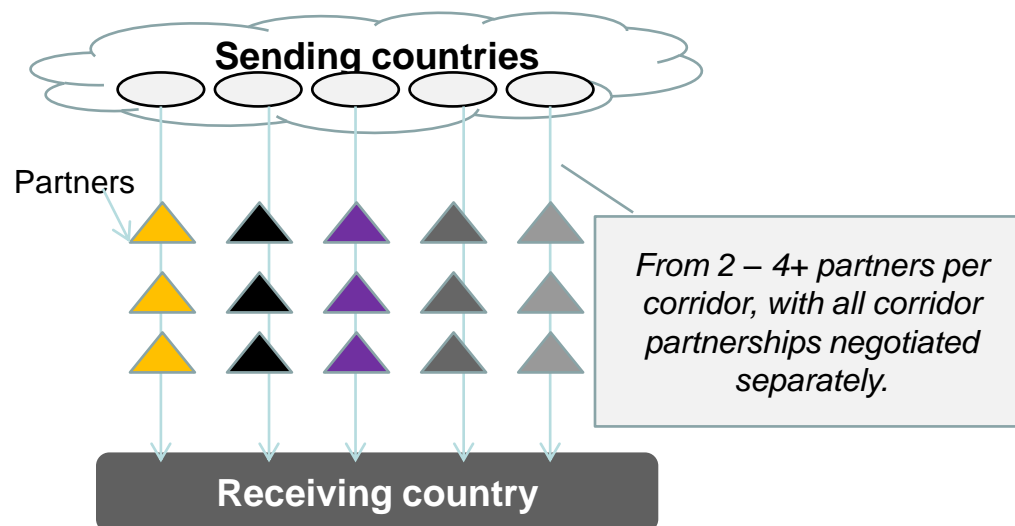 Sending countries
Partners
From 2 – 4+ partners per
corridor, with all corridor
partnerships negotiated
separately.
Receiving country